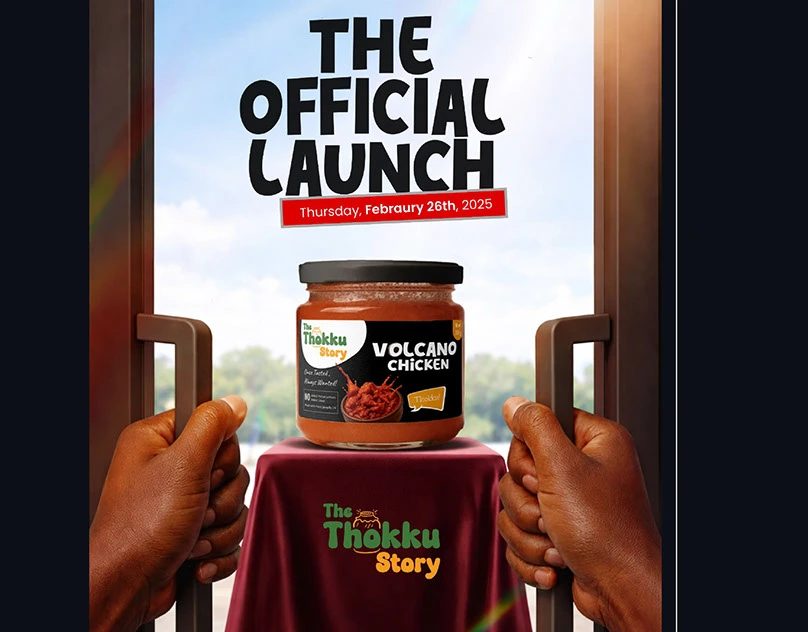 THE
OFFICIAL
LAUNCH
Thursday, Febraury 26th, 2025
The
Thokku
Story
VOLCANO
CHICKEN
Once Tasted,
Always Wanted!
NO
The
Thokku
Story